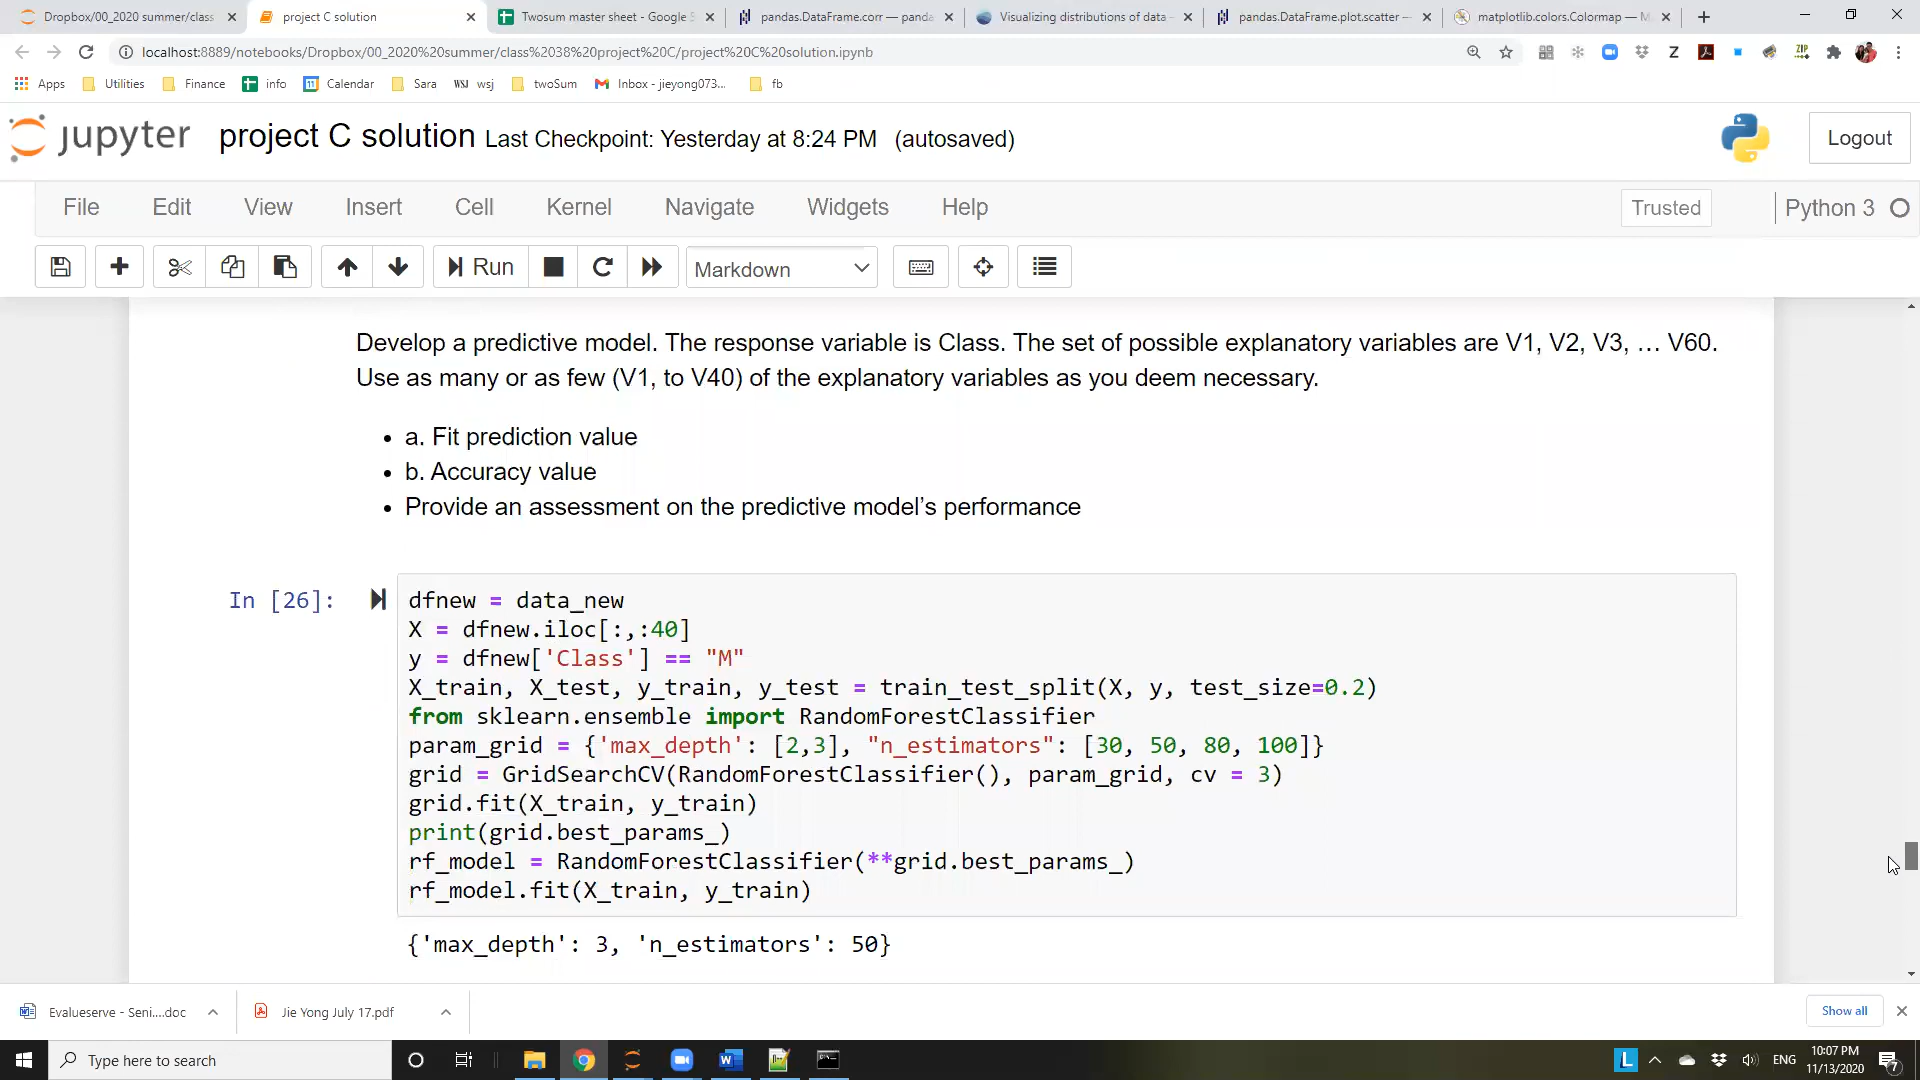 Dropbox/00_2020 summer/class
project C solution
Twosum master sheet - Google S
pandas.DataFrame.corr — panda
Visualizing distributions of data
pandas.DataFrame.plot.scatter —
matplotlib.colors.Colormap — M
localhost:8889/notebooks/Dropbox/00_2020%20summer/class%2038%20project%20C/project%20C%20solution.ipynb
Apps
Utilities
Finance
info
Calendar
Sara
WSJ wsj
twoSum
Inbox - jieyong073...
fb
jupyter project C solution Last Checkpoint: Yesterday at 8:24 PM (autosaved)
Logout
File Edit View Insert Cell Kernel Navigate Widgets Help
Trusted
Python 3
Run
Markdown
Develop a predictive model. The response variable is Class. The set of possible explanatory variables are V1, V2, V3, … V60.
Use as many or as few (V1, to V40) of the explanatory variables as you deem necessary.
• a. Fit prediction value
• b. Accuracy value
• Provide an assessment on the predictive model’s performance
In [26]:
dfnew = data_new
X = dfnew.iloc[:,:40]
y = dfnew['Class'] == "M"
X_train, X_test, y_train, y_test = train_test_split(X, y, test_size=0.2)
from sklearn.ensemble import RandomForestClassifier
param_grid = {'max_depth': [2,3], "n_estimators": [30, 50, 80, 100]}
grid = GridSearchCV(RandomForestClassifier(), param_grid, cv = 3)
grid.fit(X_train, y_train)
print(grid.best_params_)
rf_model = RandomForestClassifier(**grid.best_params_)
rf_model.fit(X_train, y_train)
{'max_depth': 3, 'n_estimators': 50}
Evalueserve - Seni....doc
Jie Yong July 17.pdf
Show all
Type here to search
ENG
10:07 PM
11/13/2020